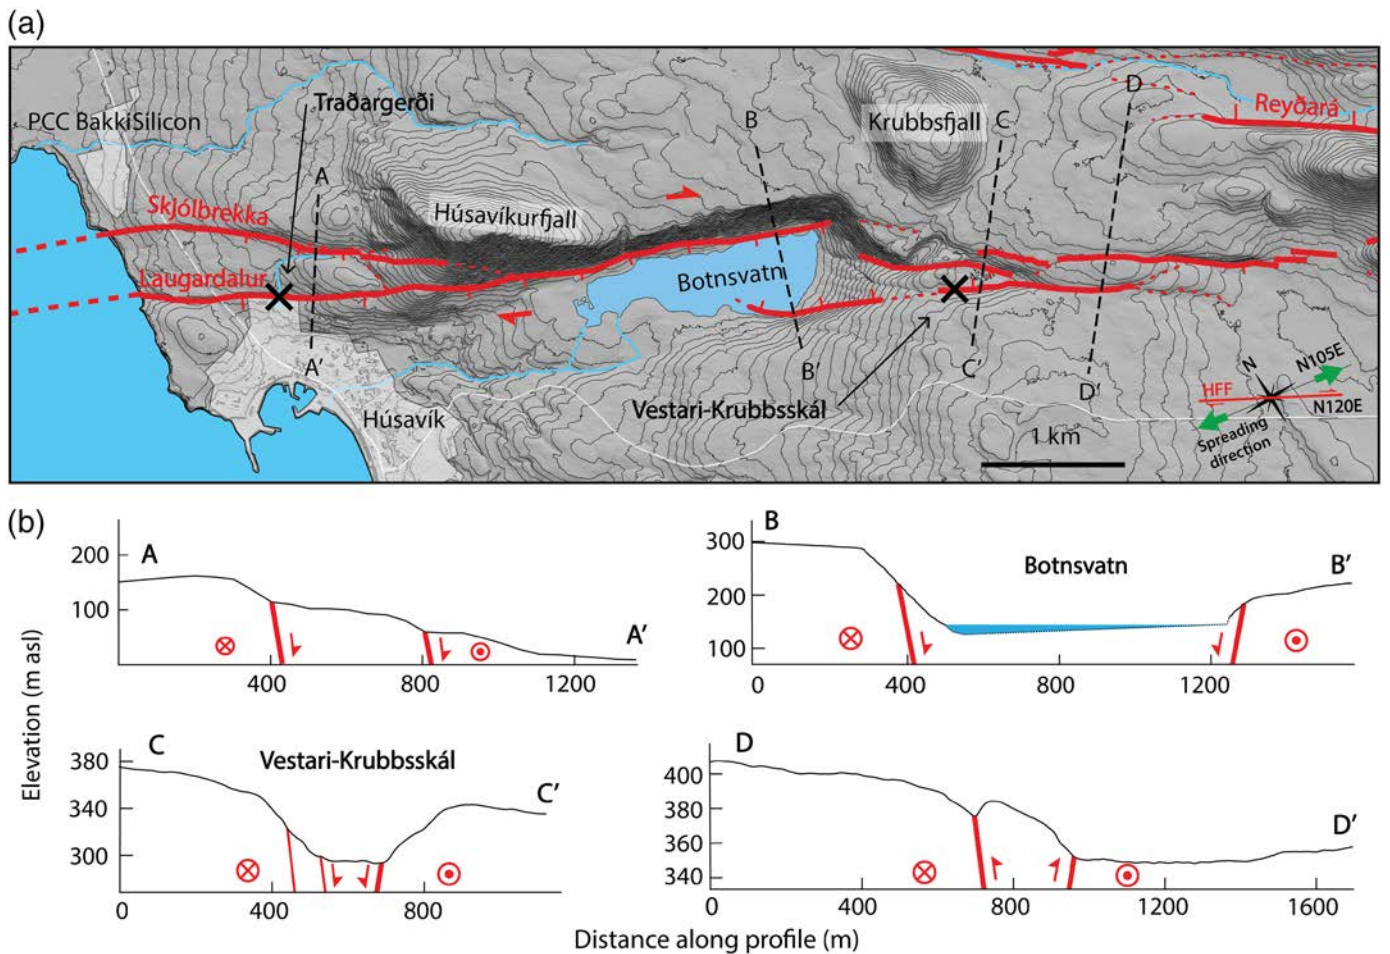 (a)
PCC BakkiSilicon
Traðargerði
A
B
Krubbsfjall
C
D
Reyðará
Skjólbrekka
Húsavíkurfjall
Laugardalur
Botnsvatn
A'
B'
C'
D'
Húsavík
Vestari-Krubbsskál
1 km
N
N105E
HFF
N120E
Spreading
direction
(b)
Elevation (m asl)
A
A'
200
100
400
800
1200
B
Botnsvatn
B'
300
200
100
0
400
800
1200
C
Vestari-Krubbsskál
C'
380
340
300
0
400
800
D
D'
400
380
360
340
0
400
800
1200
1600
Distance along profile (m)